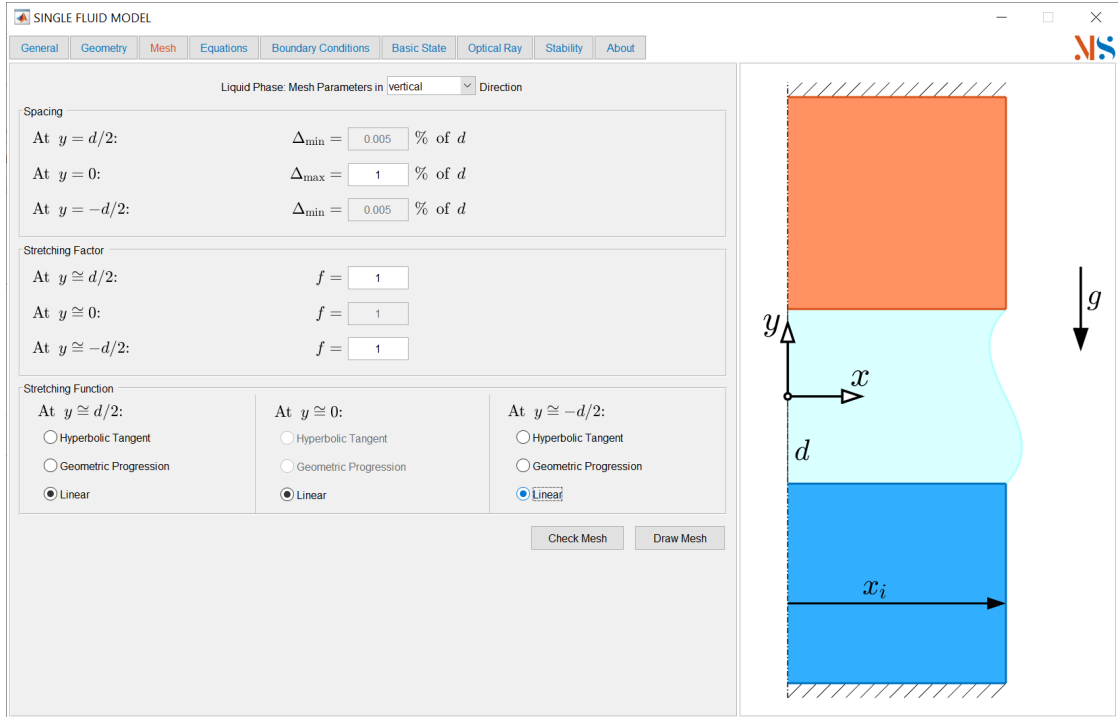 SINGLE FLUID MODEL
General Geometry Mesh Equations Boundary Conditions Basic State Optical Ray Stability About
MS
Liquid Phase: Mesh Parameters in vertical Direction
Spacing
At y = d/2: Δmin = 0.005 % of d
At y = 0: Δmax = 1 % of d
At y = −d/2: Δmin = 0.005 % of d
Stretching Factor
At y ≅ d/2: f = 1
At y ≅ 0: f = 1
At y ≅ −d/2: f = 1
Stretching Function
At y ≅ d/2: At y ≅ 0: At y ≅ −d/2:
Hyperbolic Tangent Hyperbolic Tangent Hyperbolic Tangent
Geometric Progression Geometric Progression Geometric Progression
Linear Linear Linear
Check Mesh Draw Mesh
g
y
x
d
xi